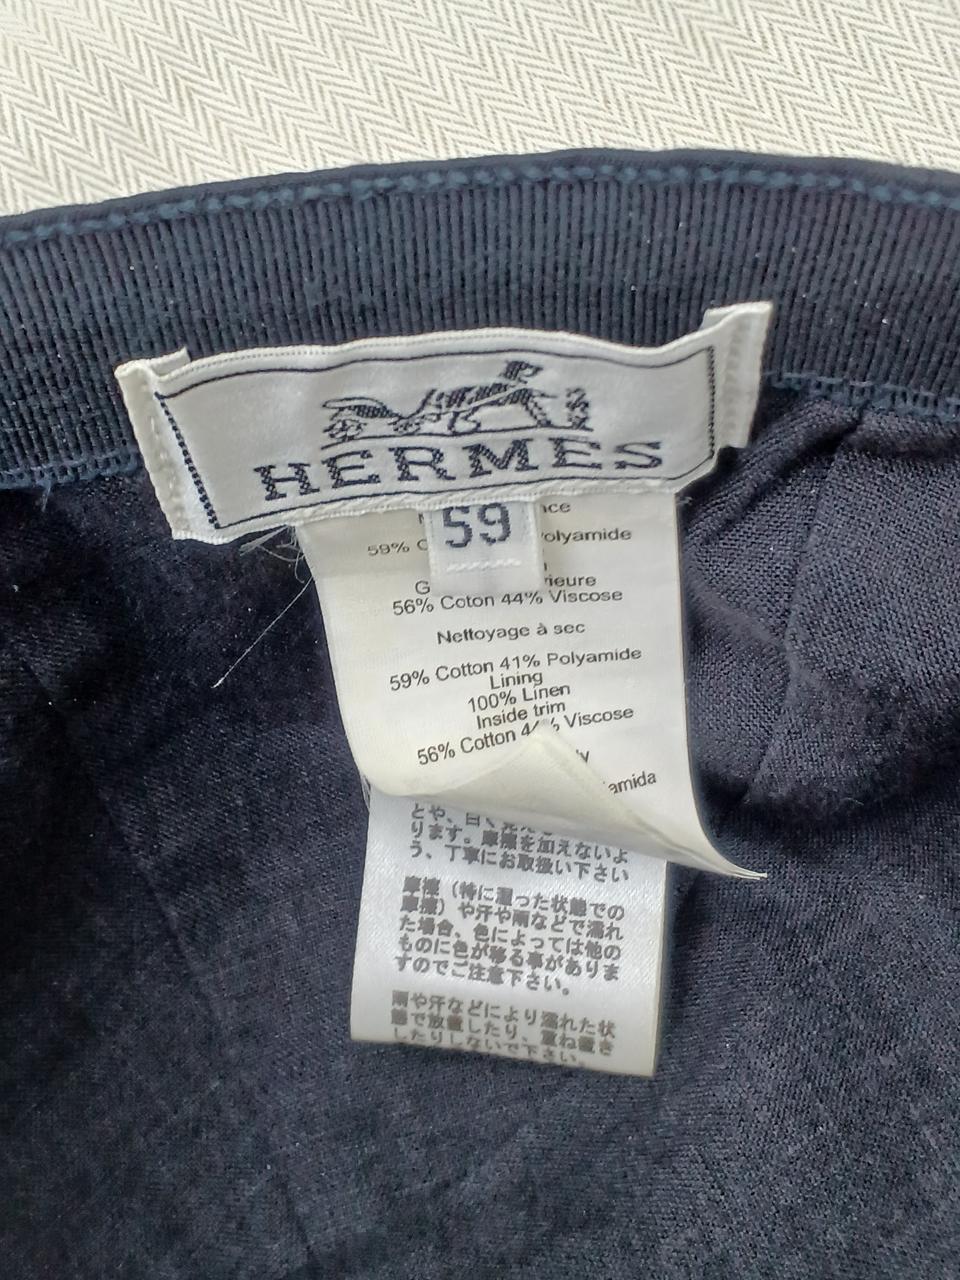 HERMES
59
59%
olyamide
56% Coton 44% Viscose
Nettoyage à sec
59% Cotton 41% Polyamide
Lining
100% Linen
Inside trim
56% Cotton 44% Viscose
amida
ります。摩擦を加えないよ
う、丁寧にお取扱い下さい
摩擦（特に湿った状態での
摩擦）や汗や雨などで濡れ
た場合、色によっては他の
ものに色が移る事がありま
すのでご注意下さい。
雨や汗などにより濡れた状
態で放置したり、重ね置き
したりしないで下さい。